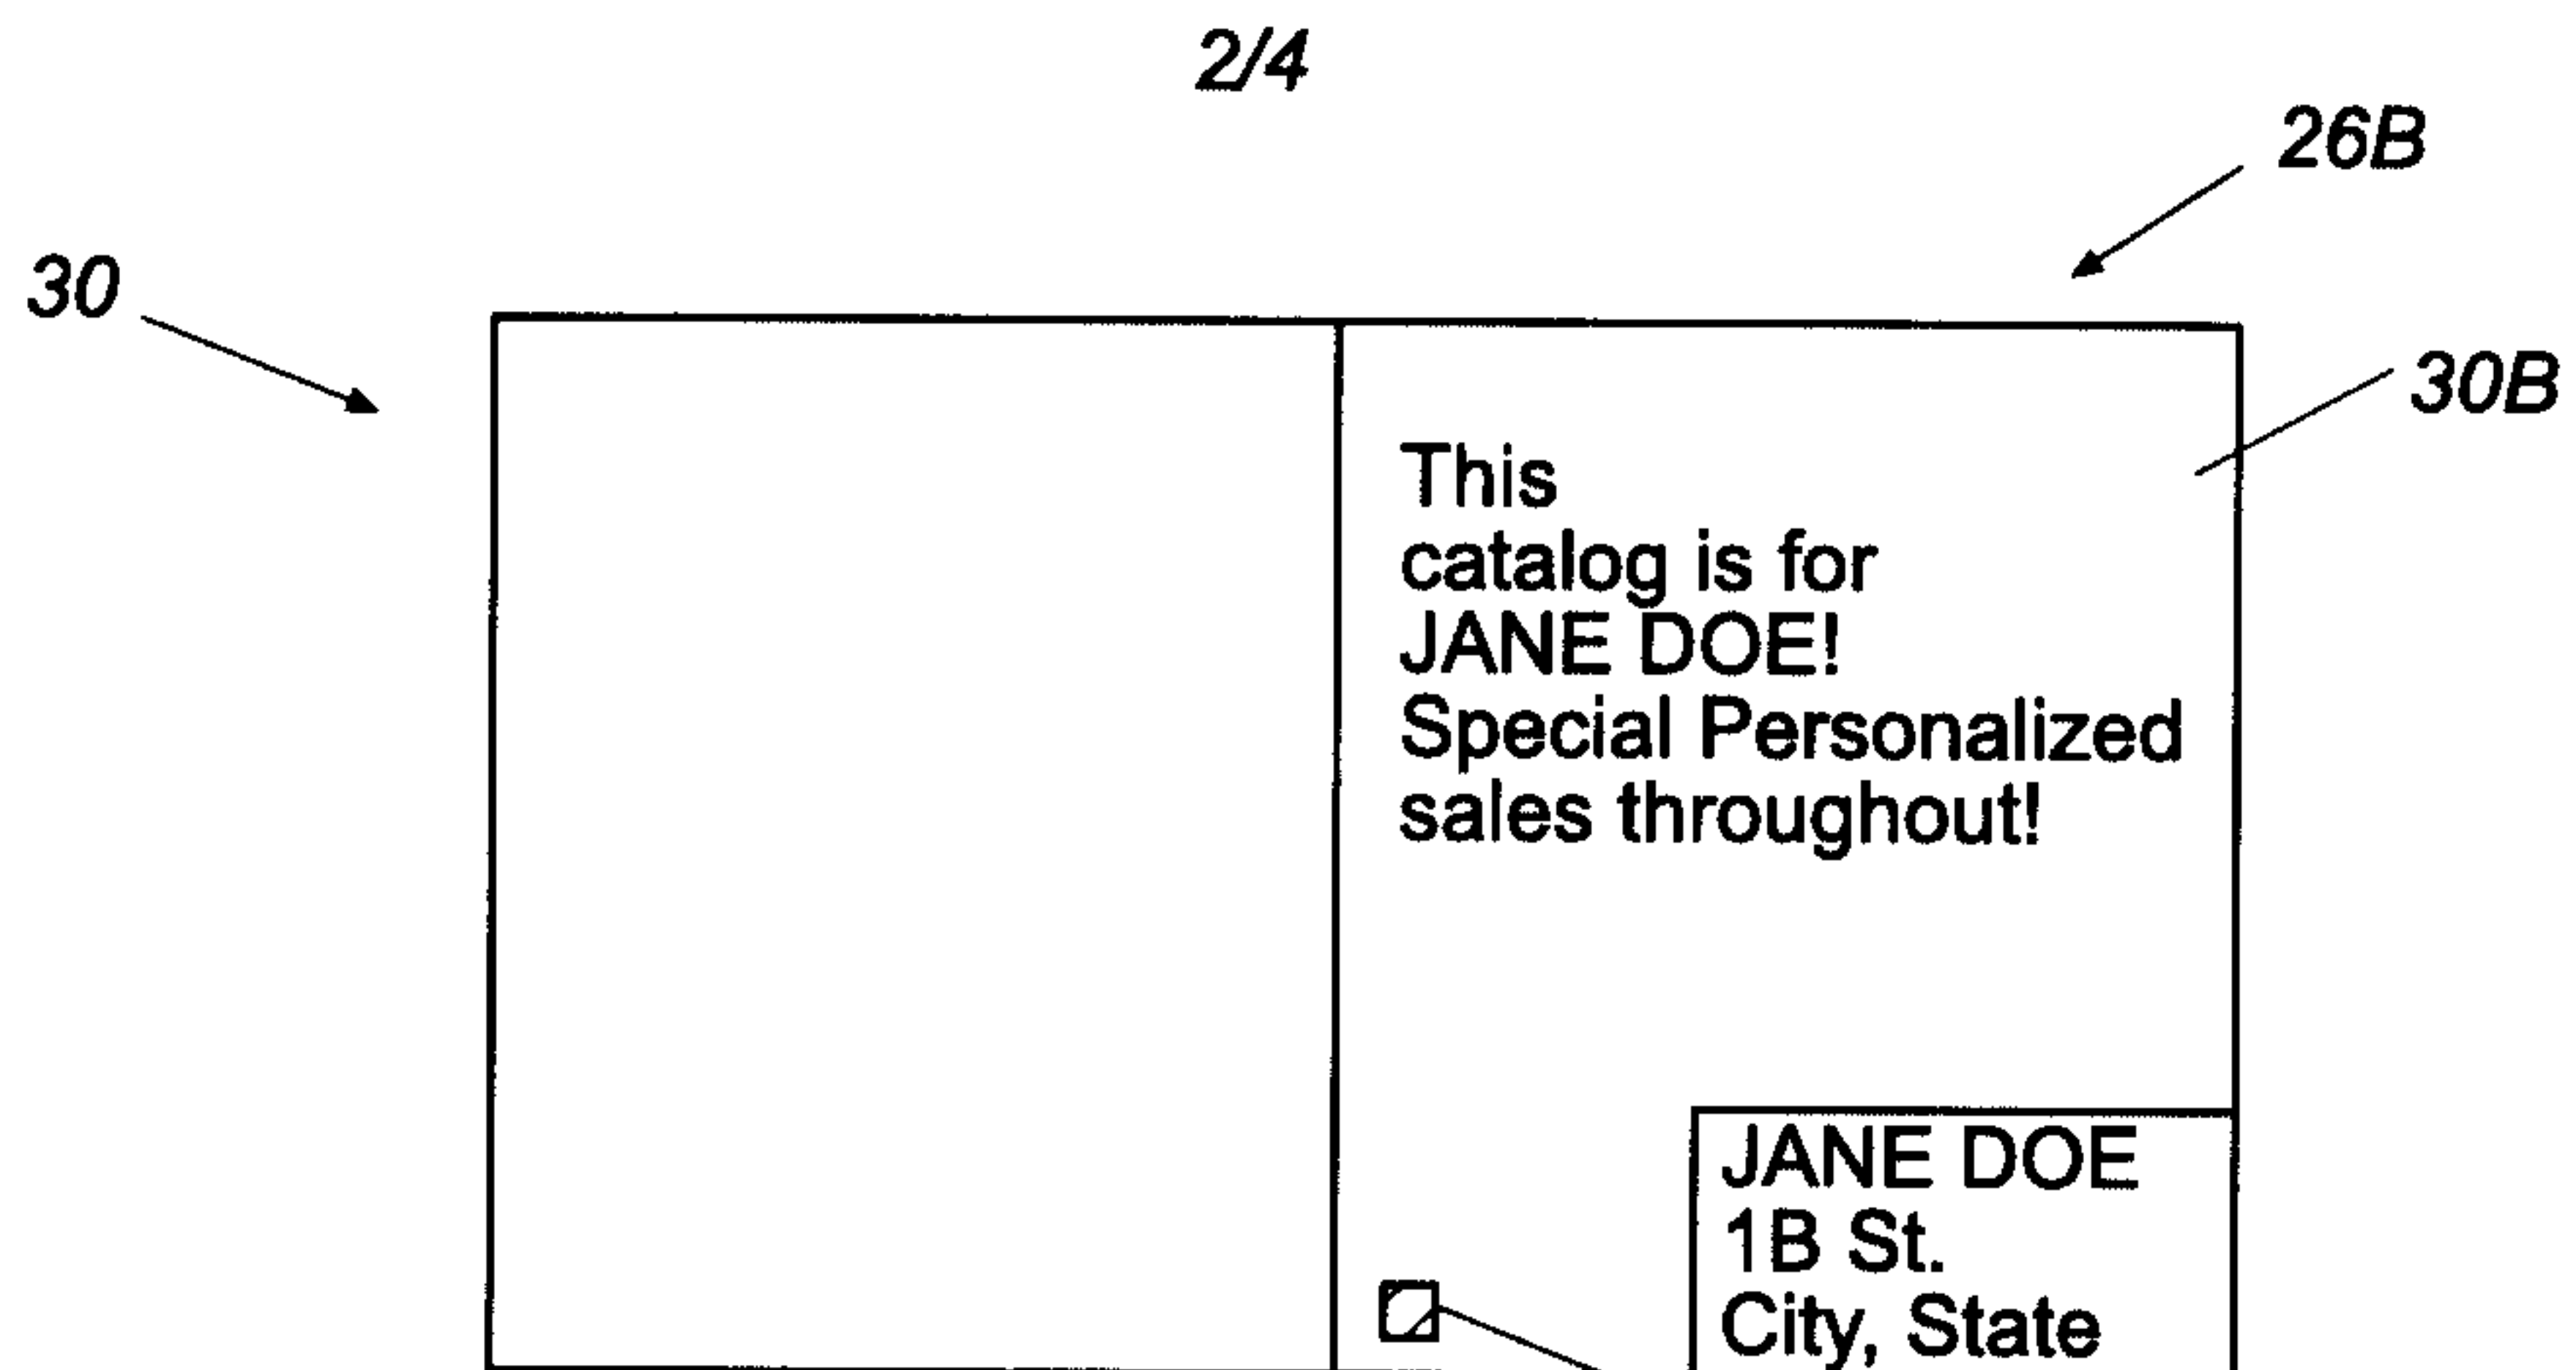 2/4
26B
30
30B
This
catalog is for
JANE DOE!
Special Personalized
sales throughout!
JANE DOE
1B St.
City, State